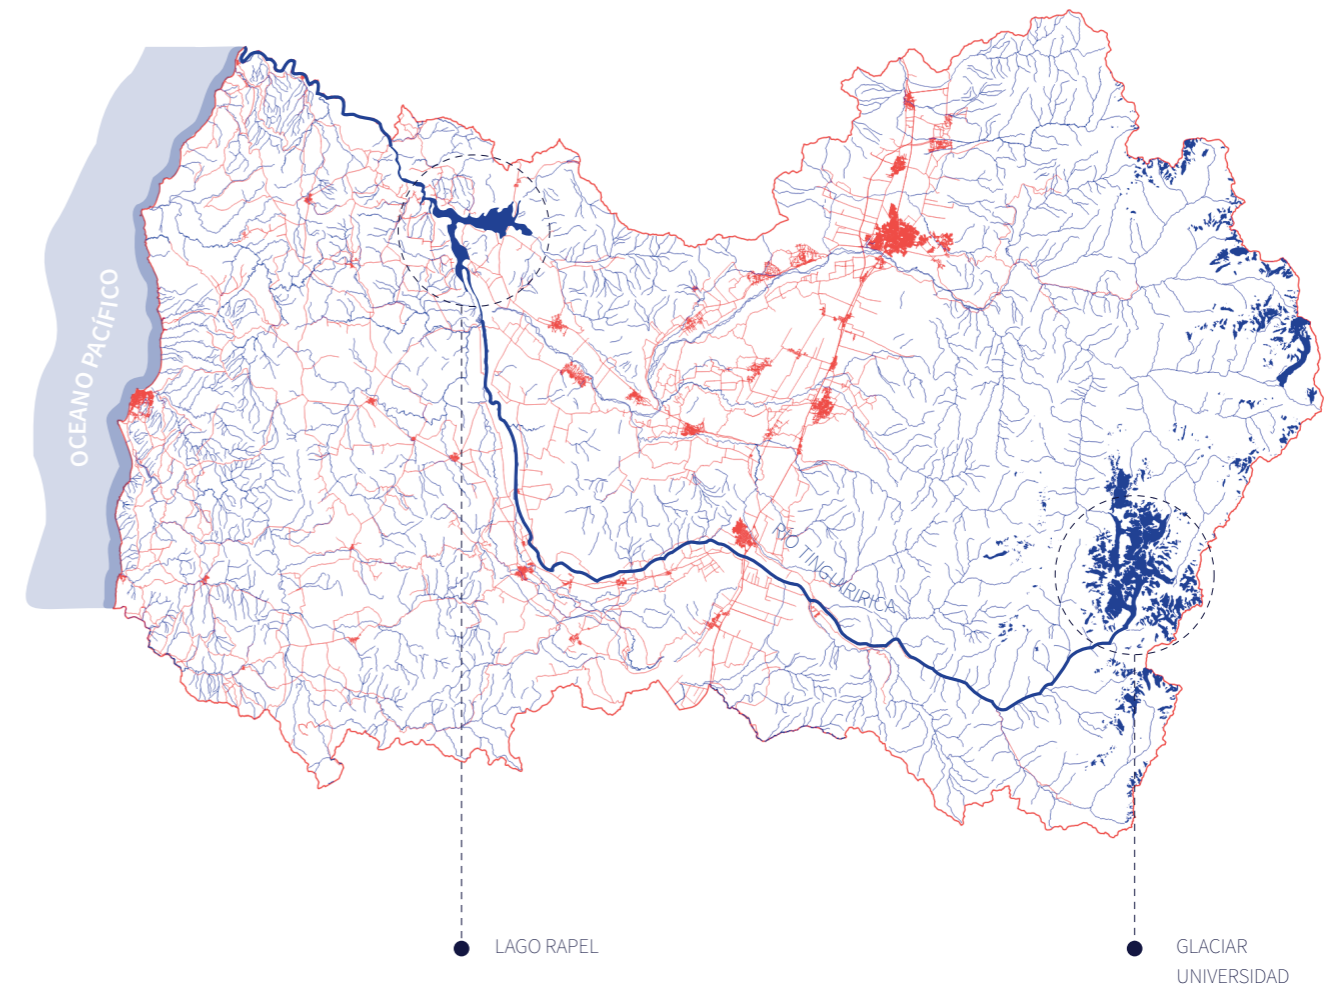 OCEANO PACÍFICO
RÍO TINGUIRIRICA
LAGO RAPEL
GLACIAR
UNIVERSIDAD